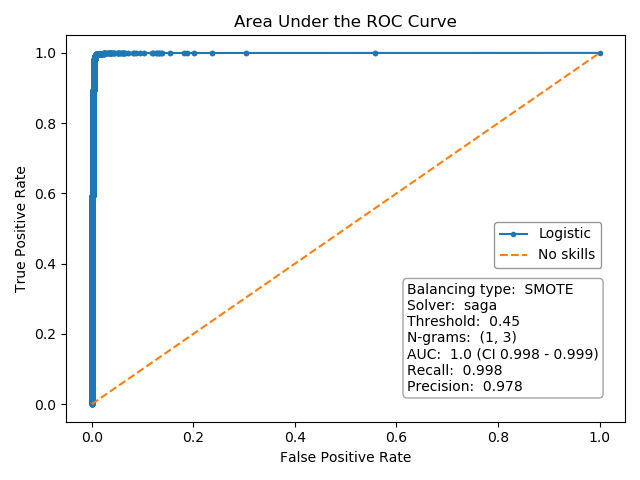 Area Under the ROC Curve
True Positive Rate
1.0
0.8
0.6
0.4
0.2
0.0
Logistic
No skills
Balancing type:  SMOTE
Solver:  saga
Threshold:  0.45
N-grams:  (1, 3)
AUC:  1.0 (CI 0.998 - 0.999)
Recall:  0.998
Precision:  0.978
0.0 0.2 0.4 0.6 0.8 1.0
False Positive Rate